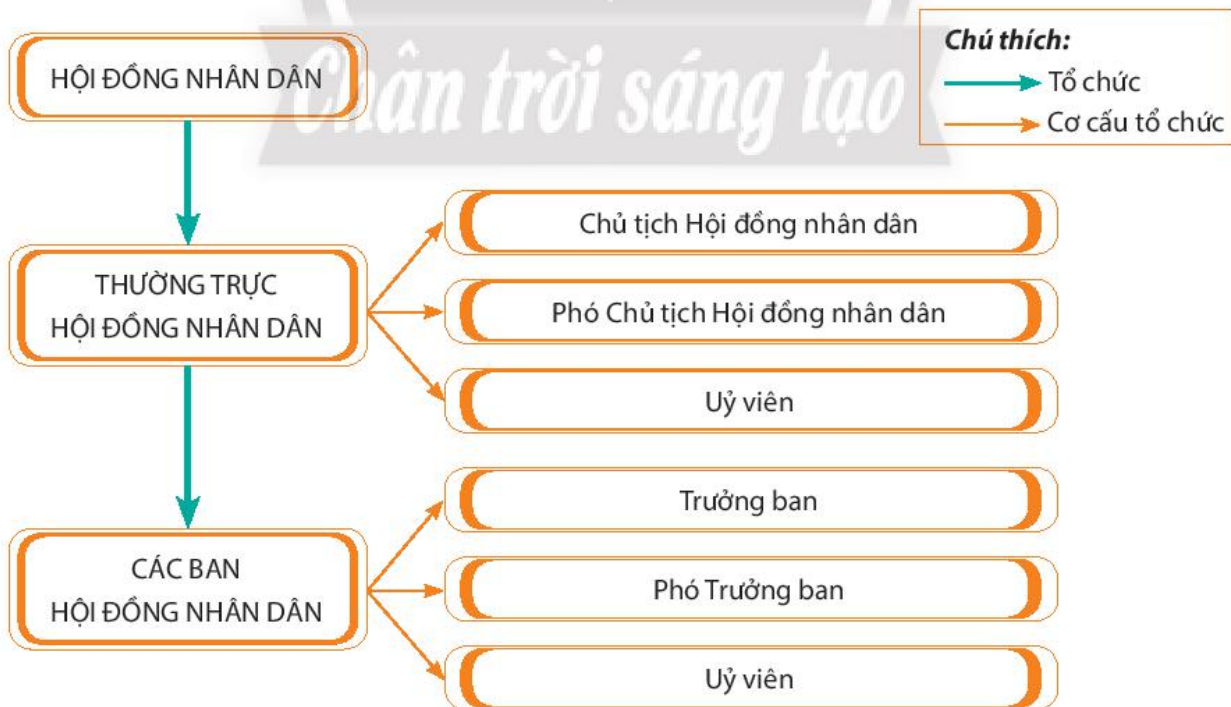 Chân trời sáng tạo
HỘI ĐỒNG NHÂN DÂN
Chú thích:
Tổ chức
Cơ cấu tổ chức
THƯỜNG TRỰC
HỘI ĐỒNG NHÂN DÂN
Chủ tịch Hội đồng nhân dân
Phó Chủ tịch Hội đồng nhân dân
Uỷ viên
CÁC BAN
HỘI ĐỒNG NHÂN DÂN
Trưởng ban
Phó Trưởng ban
Uỷ viên